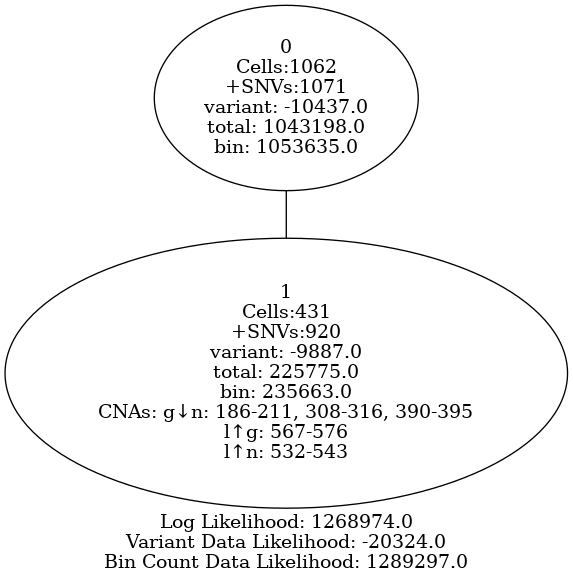 0
Cells:1062
+SNVs:1071
variant: -10437.0
total: 1043198.0
bin: 1053635.0
1
Cells:431
+SNVs:920
variant: -9887.0
total: 225775.0
bin: 235663.0
CNAs: g↓n: 186-211, 308-316, 390-395
l↑g: 567-576
l↑n: 532-543
Log Likelihood: 1268974.0
Variant Data Likelihood: -20324.0
Bin Count Data Likelihood: 1289297.0